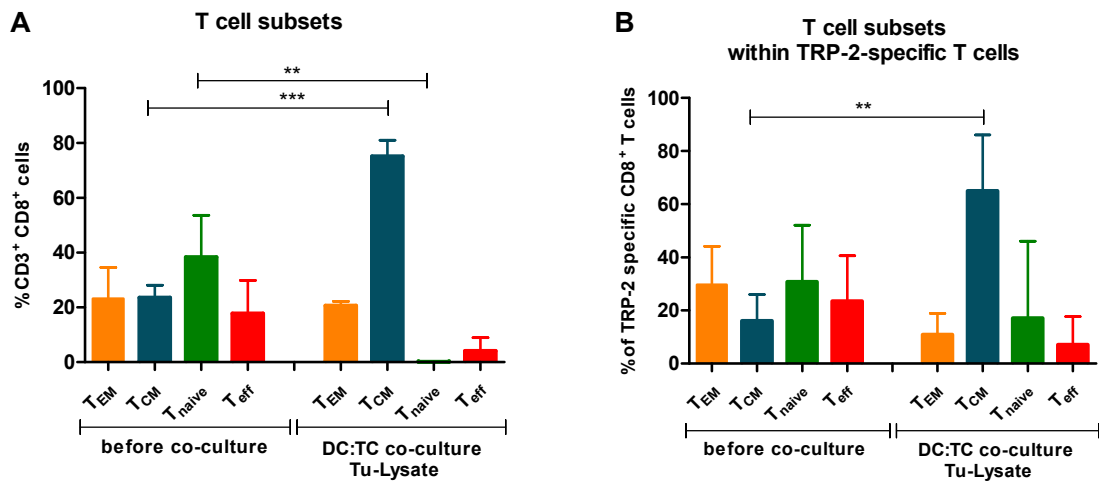 A
T cell subsets
%CD3+ CD8+ cells
100
80
60
40
20
0
**
***
TEM
TCM
Tnaive
Teff
TEM
TCM
Tnaive
Teff
before co-culture
DC:TC co-culture
Tu-Lysate
B
T cell subsets
within TRP-2-specific T cells
%of TRP-2 specific CD8+ T cells
100
80
60
40
20
0
**
TEM
TCM
Tnaive
Teff
TEM
TCM
Tnaive
Teff
before co-culture
DC:TC co-culture
Tu-Lysate